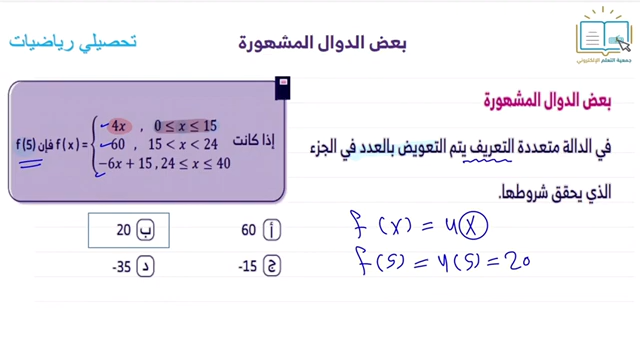 تحصيلي رياضيات
بعض الدوال المشهورة
جمعية التعلم الإلكتروني
بعض الدوال المشهورة
في الدالة متعددة التعريف يتم التعويض بالعدد في الجزء
الذي يحقق شروطها.
4x , 0 ≤ x ≤ 15
إذا كانت f(x) = { 60 , 15 < x < 24 فإن f(5)
-6x + 15, 24 ≤ x ≤ 40
أ 60
ب 20
ج -15
د -35
f(x) = 4x
f(5) = 4(5) = 20